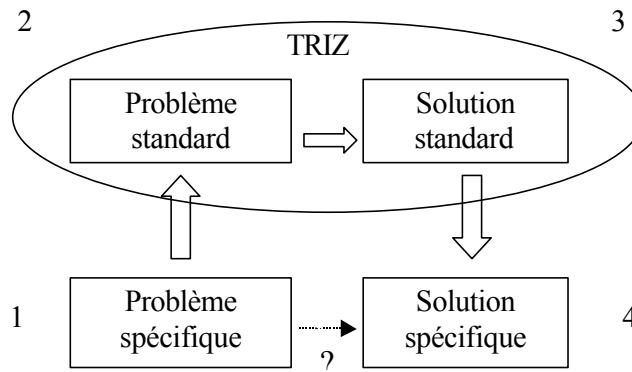 2
3
TRIZ
Problème
standard
Solution
standard
1
Problème
spécifique
?
Solution
spécifique
4